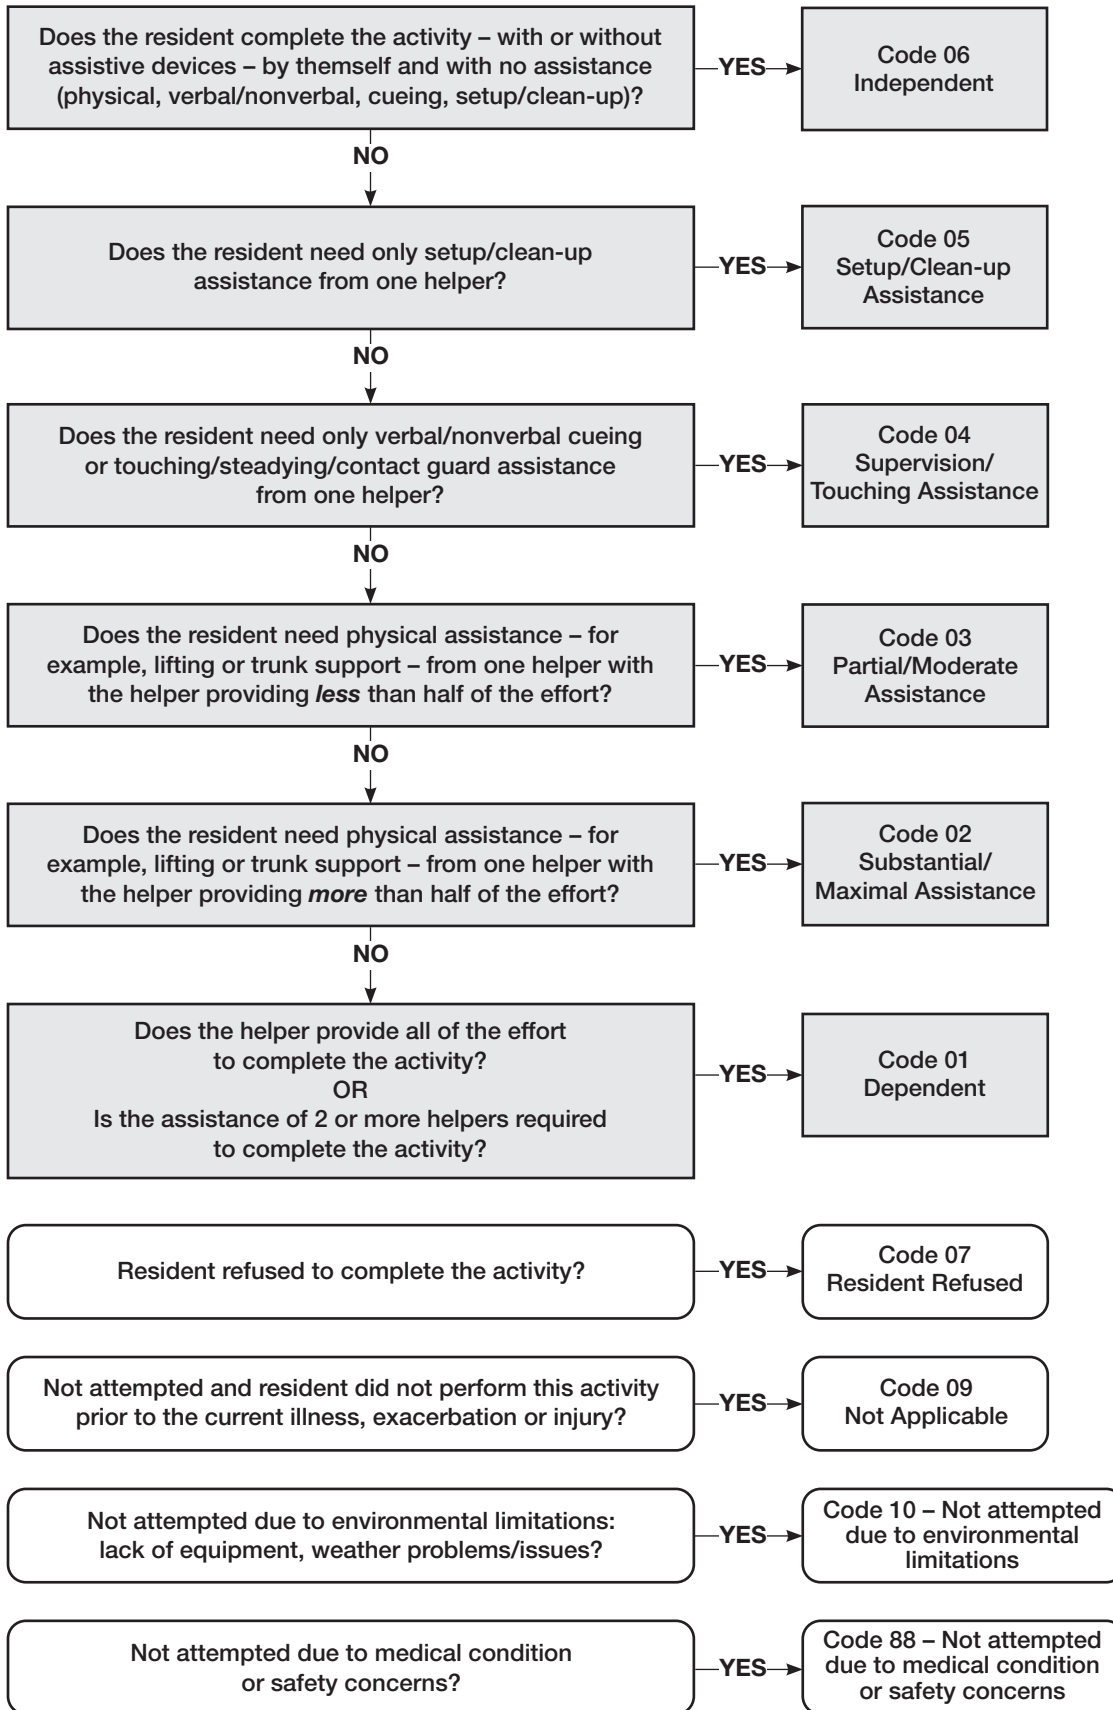 Does the resident complete the activity – with or without
assistive devices – by themself and with no assistance
(physical, verbal/nonverbal, cueing, setup/clean-up)?
YES
Code 06
Independent
NO
Does the resident need only setup/clean-up
assistance from one helper?
YES
Code 05
Setup/Clean-up
Assistance
NO
Does the resident need only verbal/nonverbal cueing
or touching/steadying/contact guard assistance
from one helper?
YES
Code 04
Supervision/
Touching Assistance
NO
Does the resident need physical assistance – for
example, lifting or trunk support – from one helper with
the helper providing less than half of the effort?
YES
Code 03
Partial/Moderate
Assistance
NO
Does the resident need physical assistance – for
example, lifting or trunk support – from one helper with
the helper providing more than half of the effort?
YES
Code 02
Substantial/
Maximal Assistance
NO
Does the helper provide all of the effort
to complete the activity?
OR
Is the assistance of 2 or more helpers required
to complete the activity?
YES
Code 01
Dependent
Resident refused to complete the activity?
YES
Code 07
Resident Refused
Not attempted and resident did not perform this activity
prior to the current illness, exacerbation or injury?
YES
Code 09
Not Applicable
Not attempted due to environmental limitations:
lack of equipment, weather problems/issues?
YES
Code 10 – Not attempted
due to environmental
limitations
Not attempted due to medical condition
or safety concerns?
YES
Code 88 – Not attempted
due to medical condition
or safety concerns